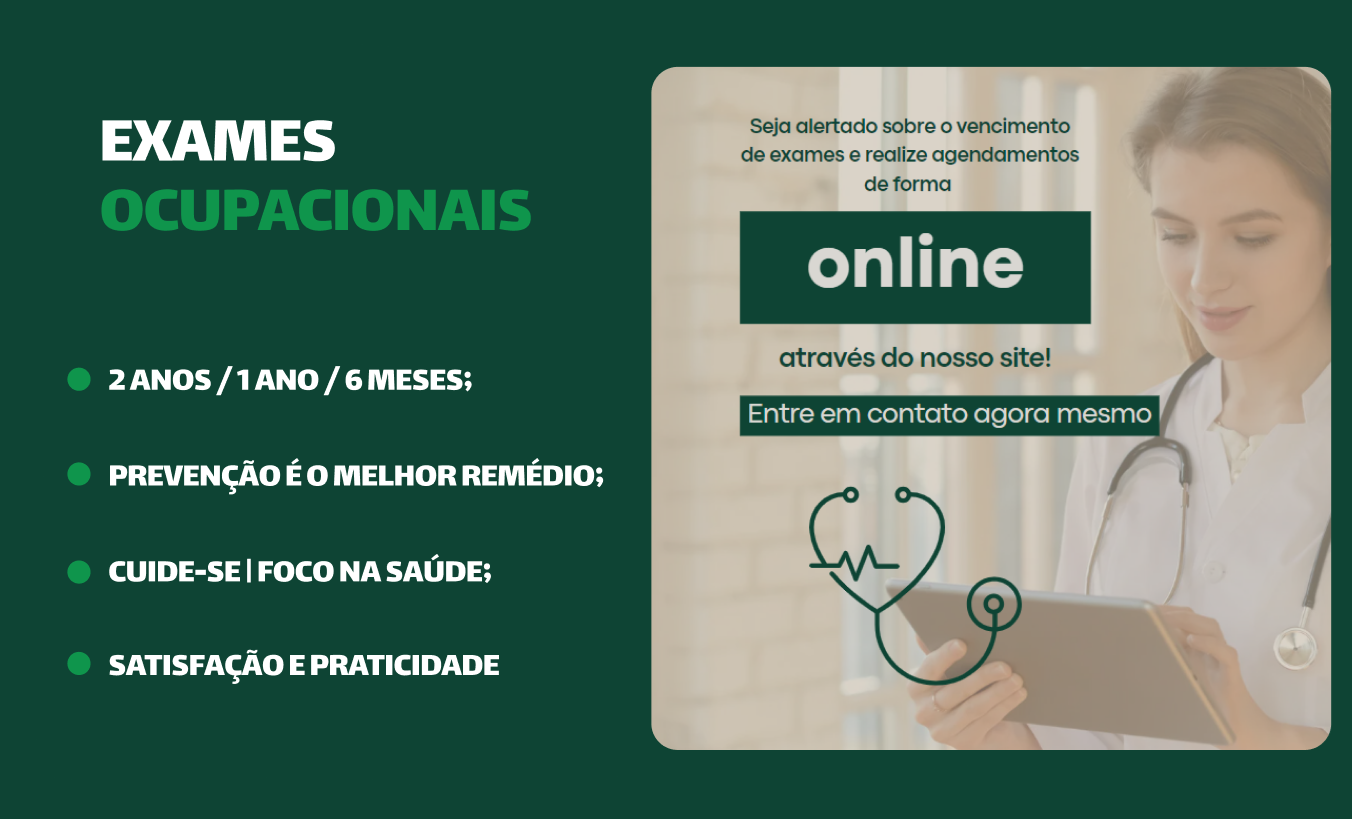 EXAMES
OCUPACIONAIS
2 ANOS / 1 ANO / 6 MESES;
PREVENÇÃO É O MELHOR REMÉDIO;
CUIDE-SE | FOCO NA SAÚDE;
SATISFAÇÃO E PRATICIDADE
Seja alertado sobre o vencimento
de exames e realize agendamentos
de forma
online
através do nosso site!
Entre em contato agora mesmo